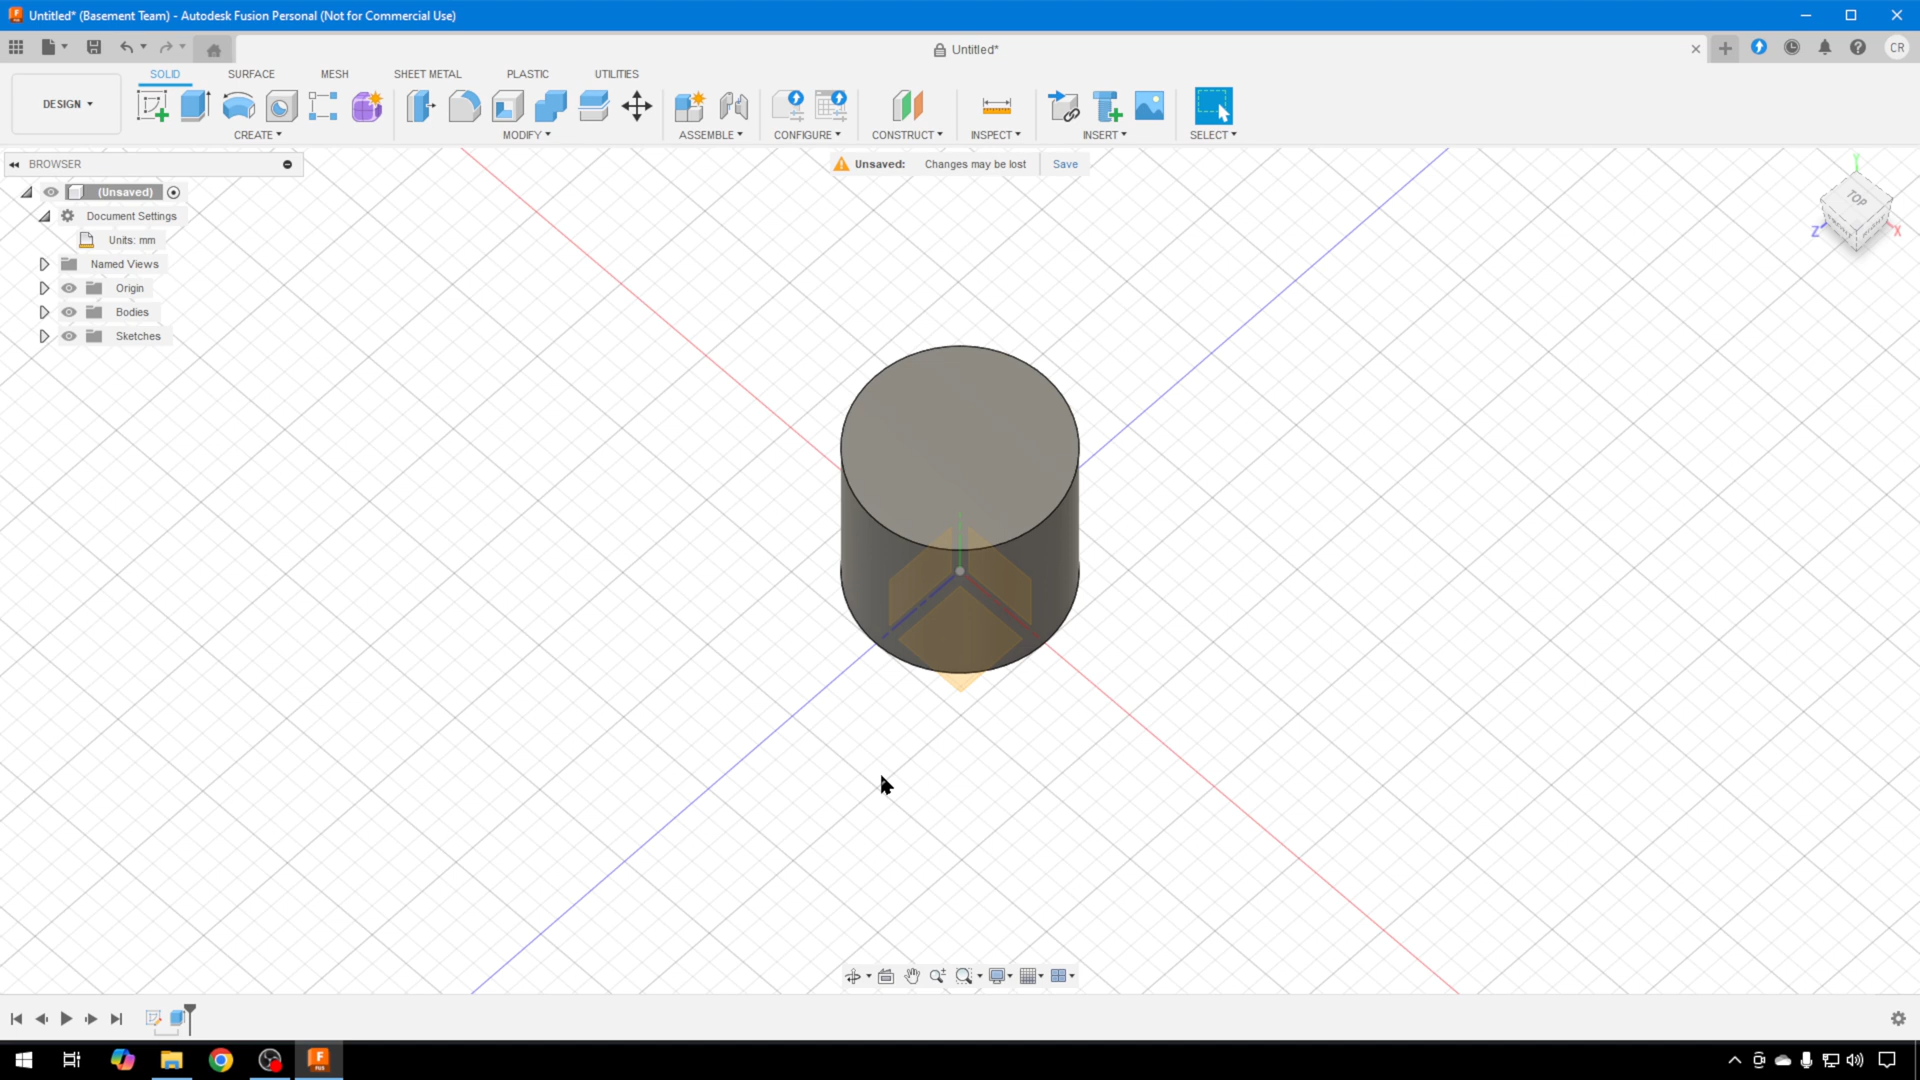 Untitled* (Basement Team) - Autodesk Fusion Personal (Not for Commercial Use)
Untitled*
CR
DESIGN
SOLID
SURFACE
MESH
SHEET METAL
PLASTIC
UTILITIES
CREATE
MODIFY
ASSEMBLE
CONFIGURE
CONSTRUCT
INSPECT
INSERT
SELECT
BROWSER
Unsaved: Changes may be lost
Save
(Unsaved)
Document Settings
Units: mm
Named Views
Origin
Bodies
Sketches
Y
TOP
Z
X
F
FUS